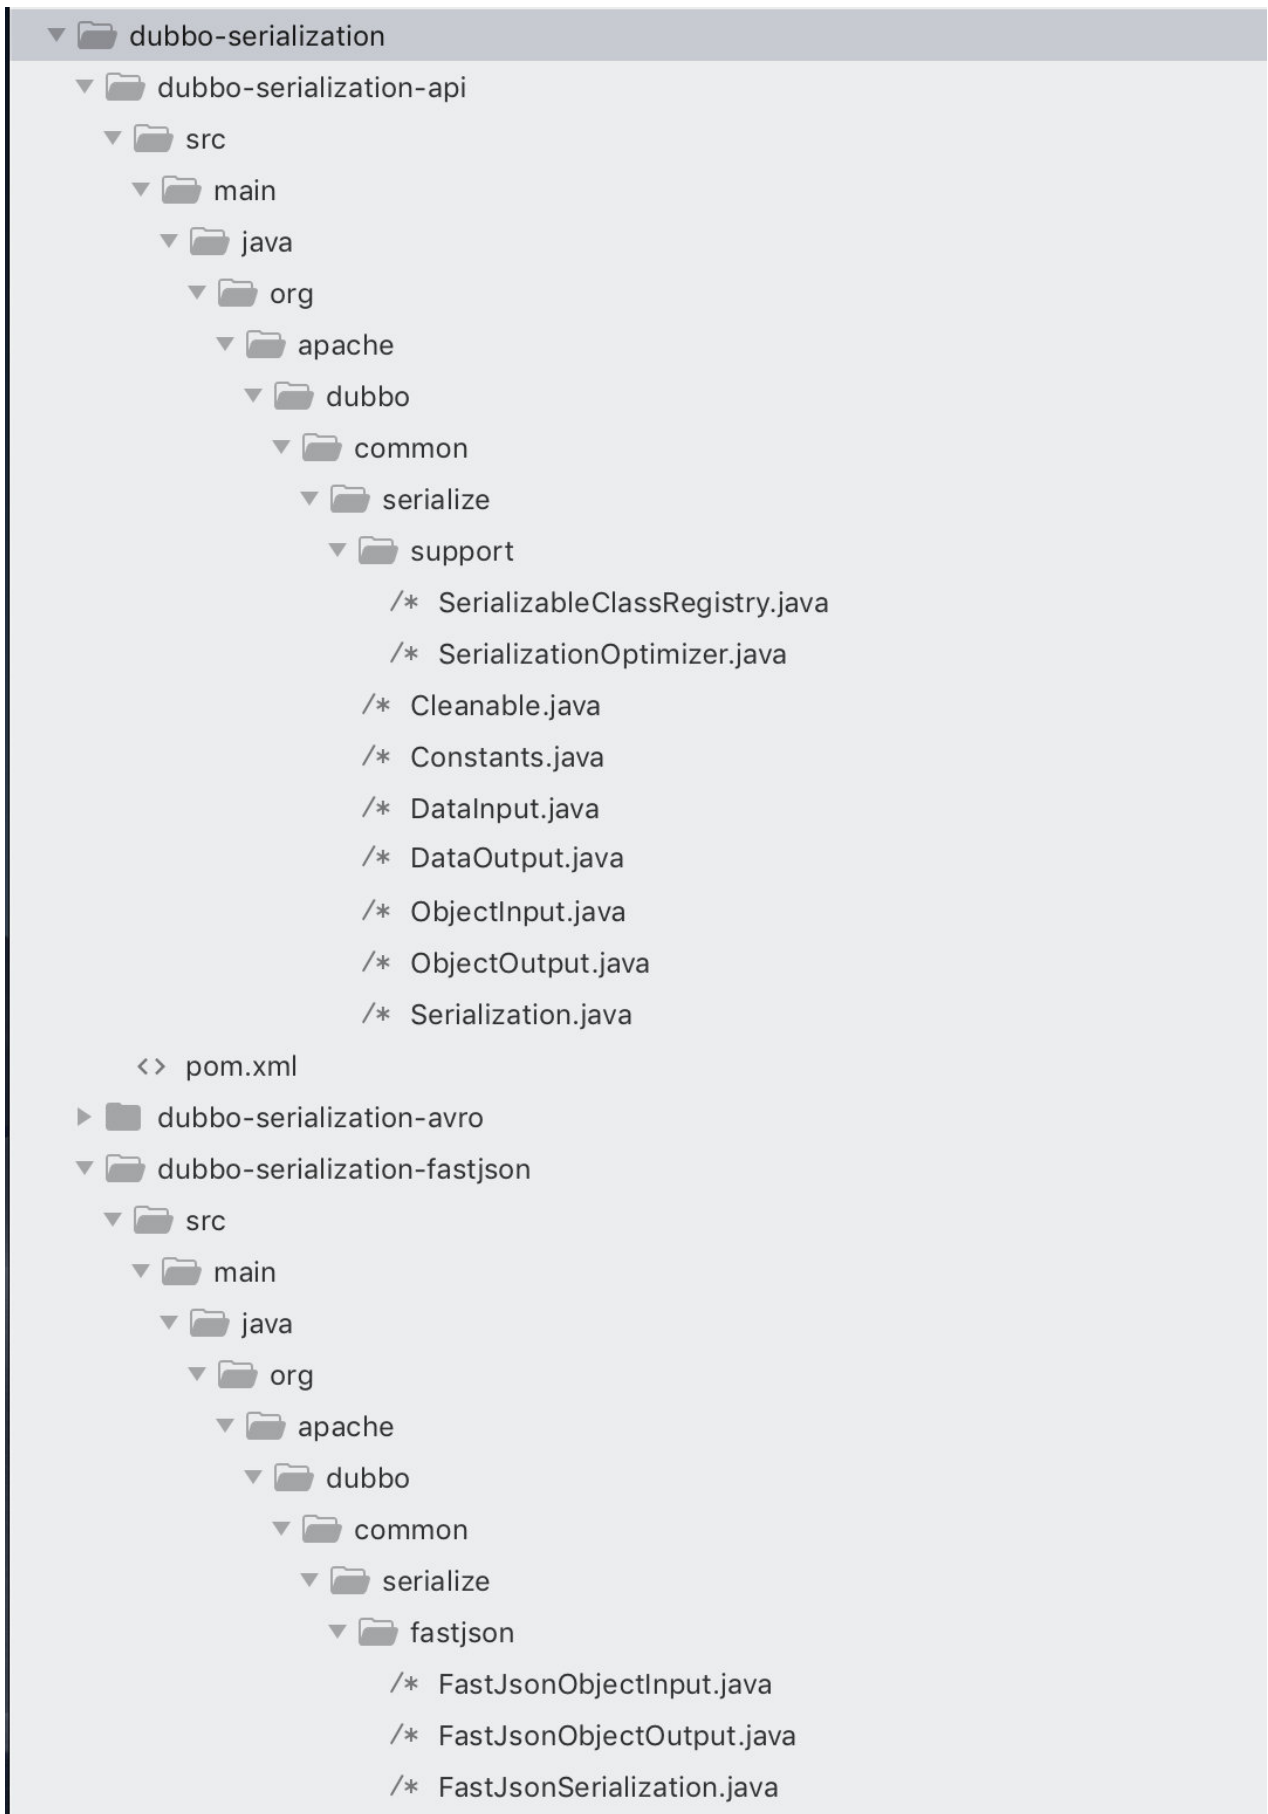 dubbo-serialization
dubbo-serialization-api
src
main
java
org
apache
dubbo
common
serialize
support
/* SerializableClassRegistry.java
/* SerializationOptimizer.java
/* Cleanable.java
/* Constants.java
/* DataInput.java
/* DataOutput.java
/* ObjectInput.java
/* ObjectOutput.java
/* Serialization.java
<> pom.xml
dubbo-serialization-avro
dubbo-serialization-fastjson
src
main
java
org
apache
dubbo
common
serialize
fastjson
/* FastJsonObjectInput.java
/* FastJsonObjectOutput.java
/* FastJsonSerialization.java